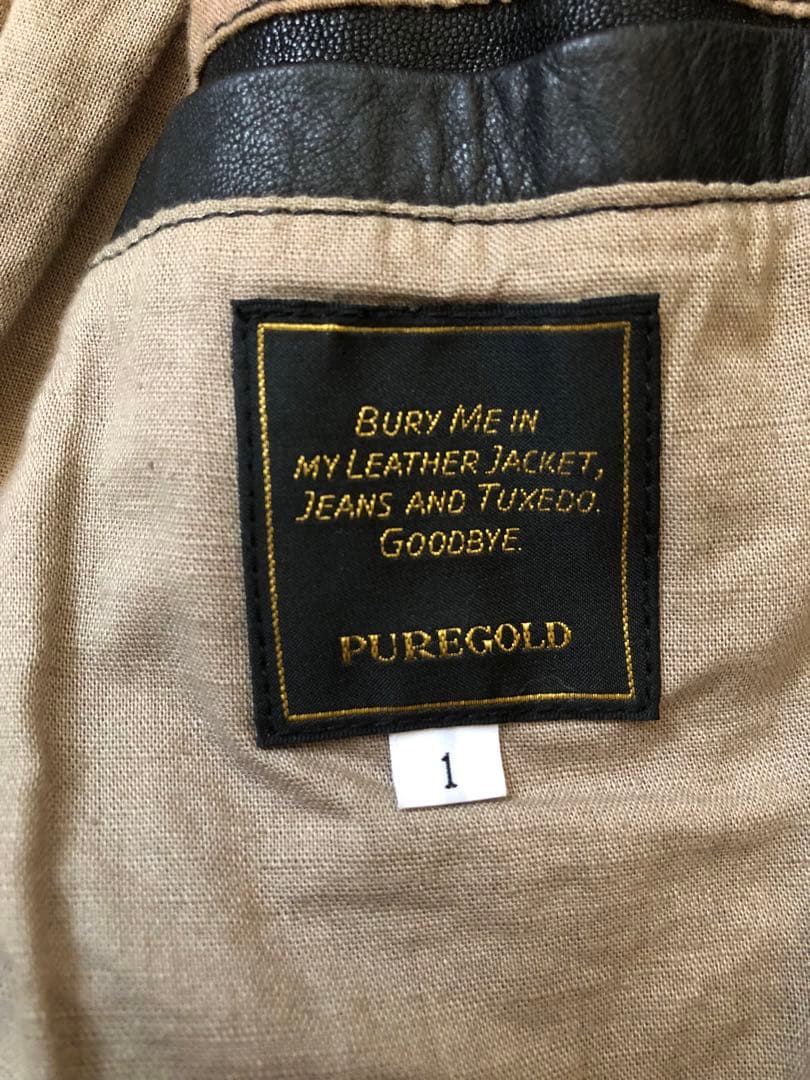 BURY ME IN
MY LEATHER JACKET,
JEANS AND TUXEDO.
GOODBYE.
PUREGOLD
1